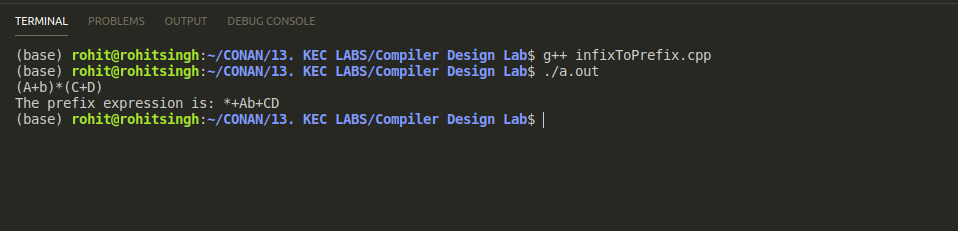 TERMINAL PROBLEMS OUTPUT DEBUG CONSOLE
(base) rohit@rohitsingh:~/CONAN/13. KEC LABS/Compiler Design Lab$ g++ infixToPrefix.cpp
(base) rohit@rohitsingh:~/CONAN/13. KEC LABS/Compiler Design Lab$ ./a.out
(A+b)*(C+D)
The prefix expression is: *+Ab+CD
(base) rohit@rohitsingh:~/CONAN/13. KEC LABS/Compiler Design Lab$